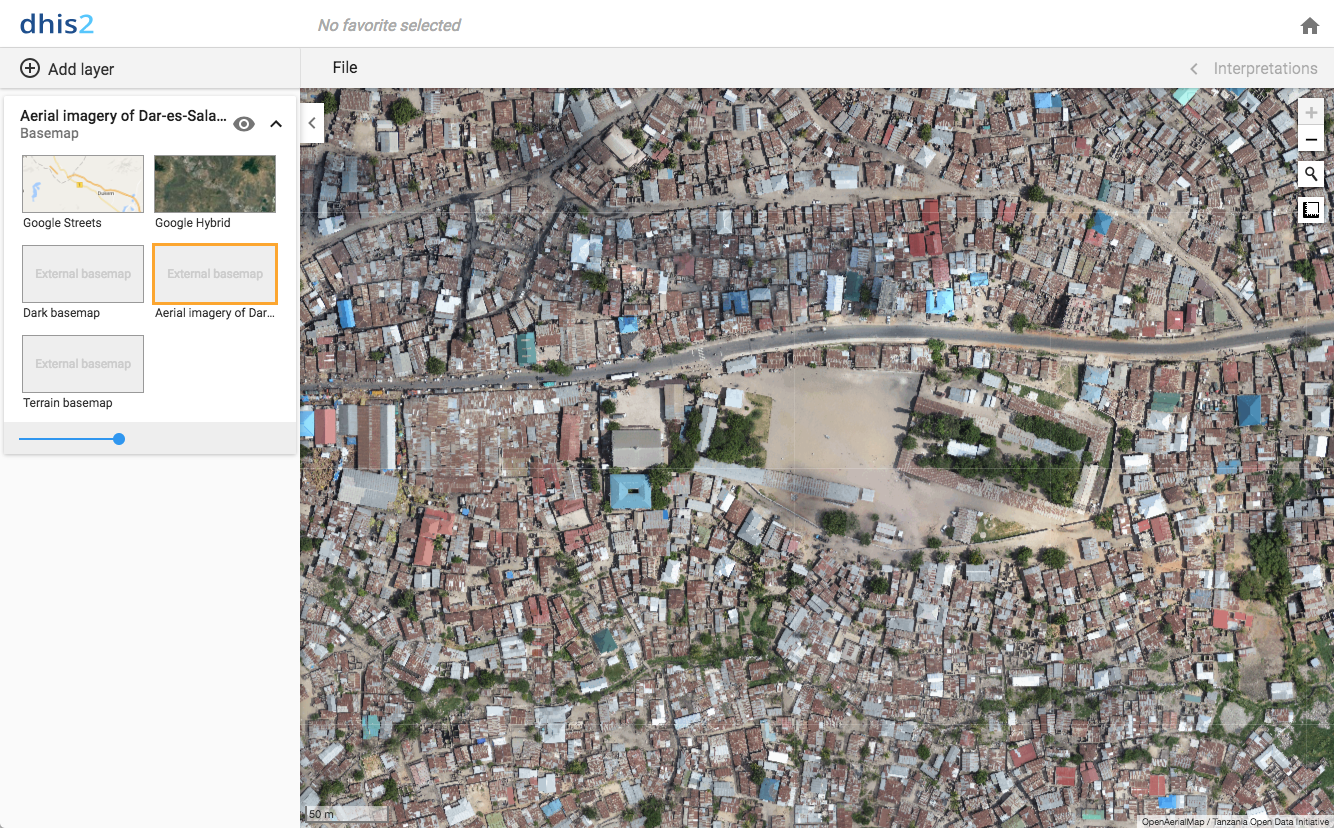 dhis2
No favorite selected
Add layer
File
Interpretations
Aerial imagery of Dar-es-Sala...
Basemap
Google Streets
Google Hybrid
External basemap
External basemap
Dark basemap
Aerial imagery of Dar...
External basemap
Terrain basemap
50 m
OpenAerialMap / Tanzania Open Data Initiative